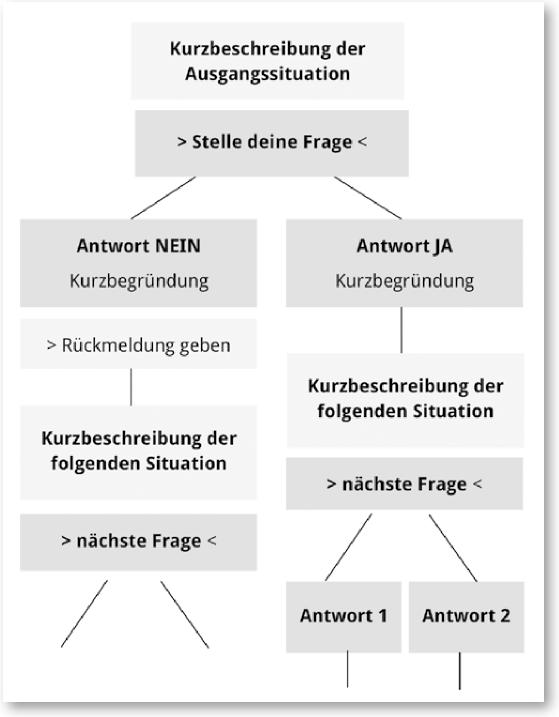 Kurzbeschreibung der
Ausgangssituation
> Stelle deine Frage <
Antwort NEIN
Kurzbegründung
> Rückmeldung geben
Kurzbeschreibung der
folgenden Situation
> nächste Frage <
Antwort JA
Kurzbegründung
Kurzbeschreibung der
folgenden Situation
> nächste Frage <
Antwort 1
Antwort 2